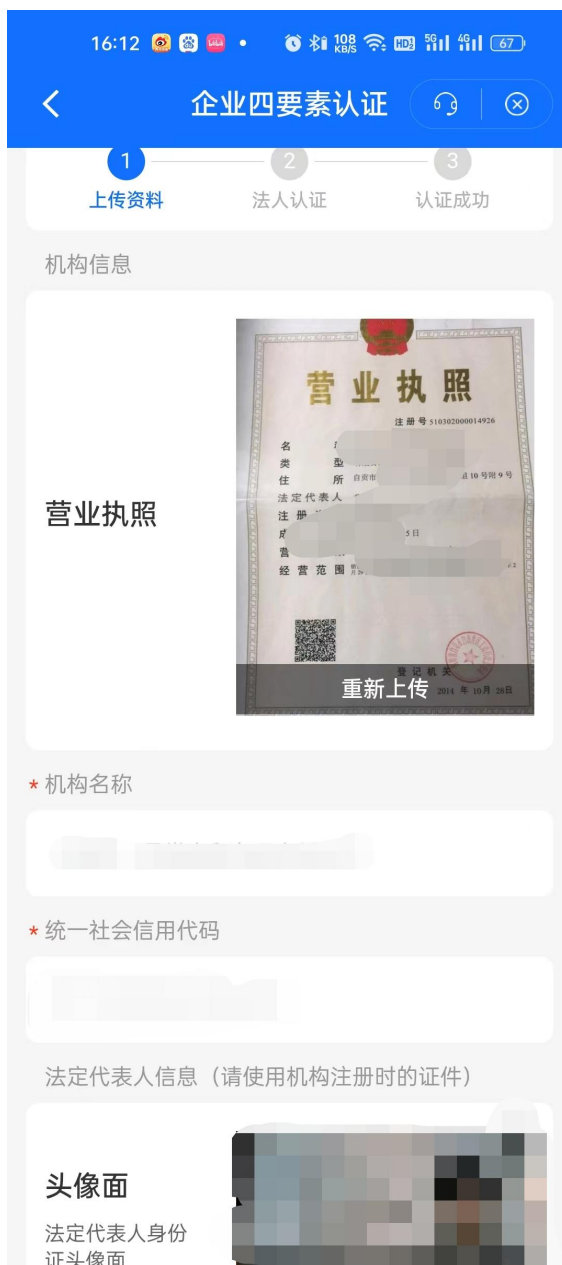 16:12
108 KB/S
HD2
5G
4G
67
企业四要素认证
1
2
3
上传资料
法人认证
认证成功
机构信息
营业执照
营业执照
注册号 510302000014926
名
类 型
住 所 自贡市
10号附9号
法定代表人
注册
5日
营
经营范围
登记机关
2014 年 10月 28日
重新上传
* 机构名称
* 统一社会信用代码
法定代表人信息（请使用机构注册时的证件）
头像面
法定代表人身份
证头像面